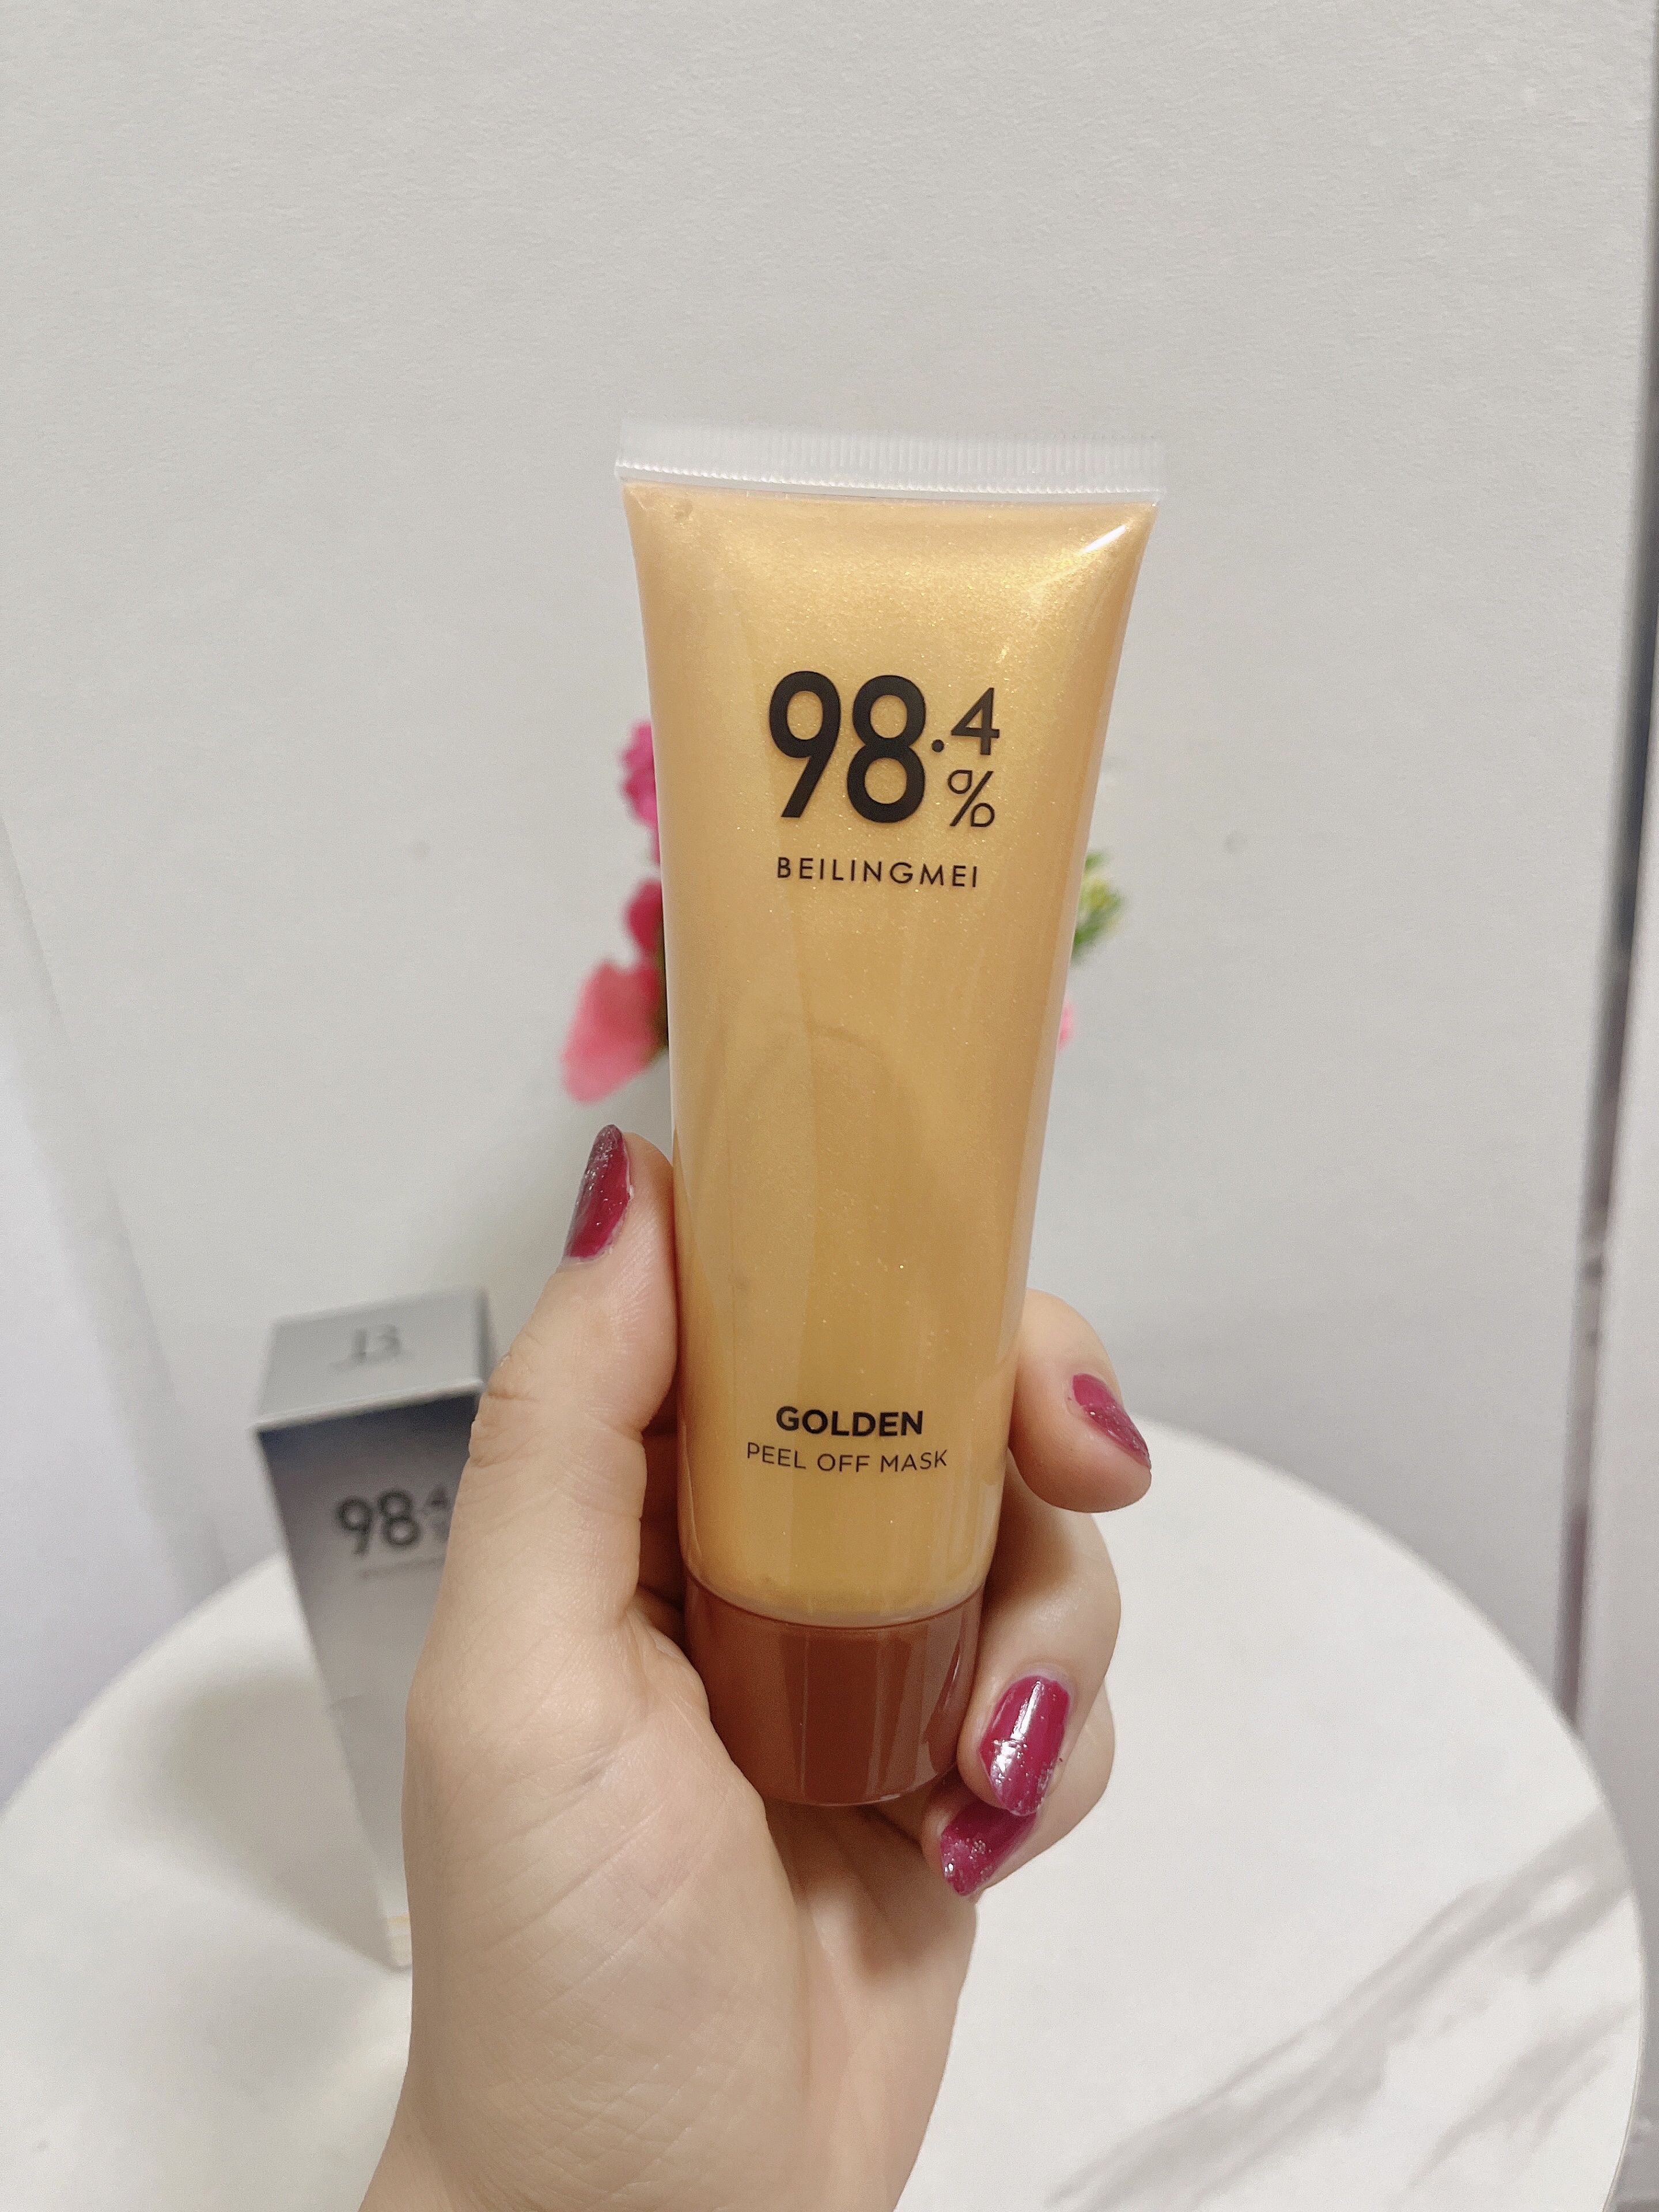 98.4%
BEILINGMEI
GOLDEN
PEEL OFF MASK
B
98.4